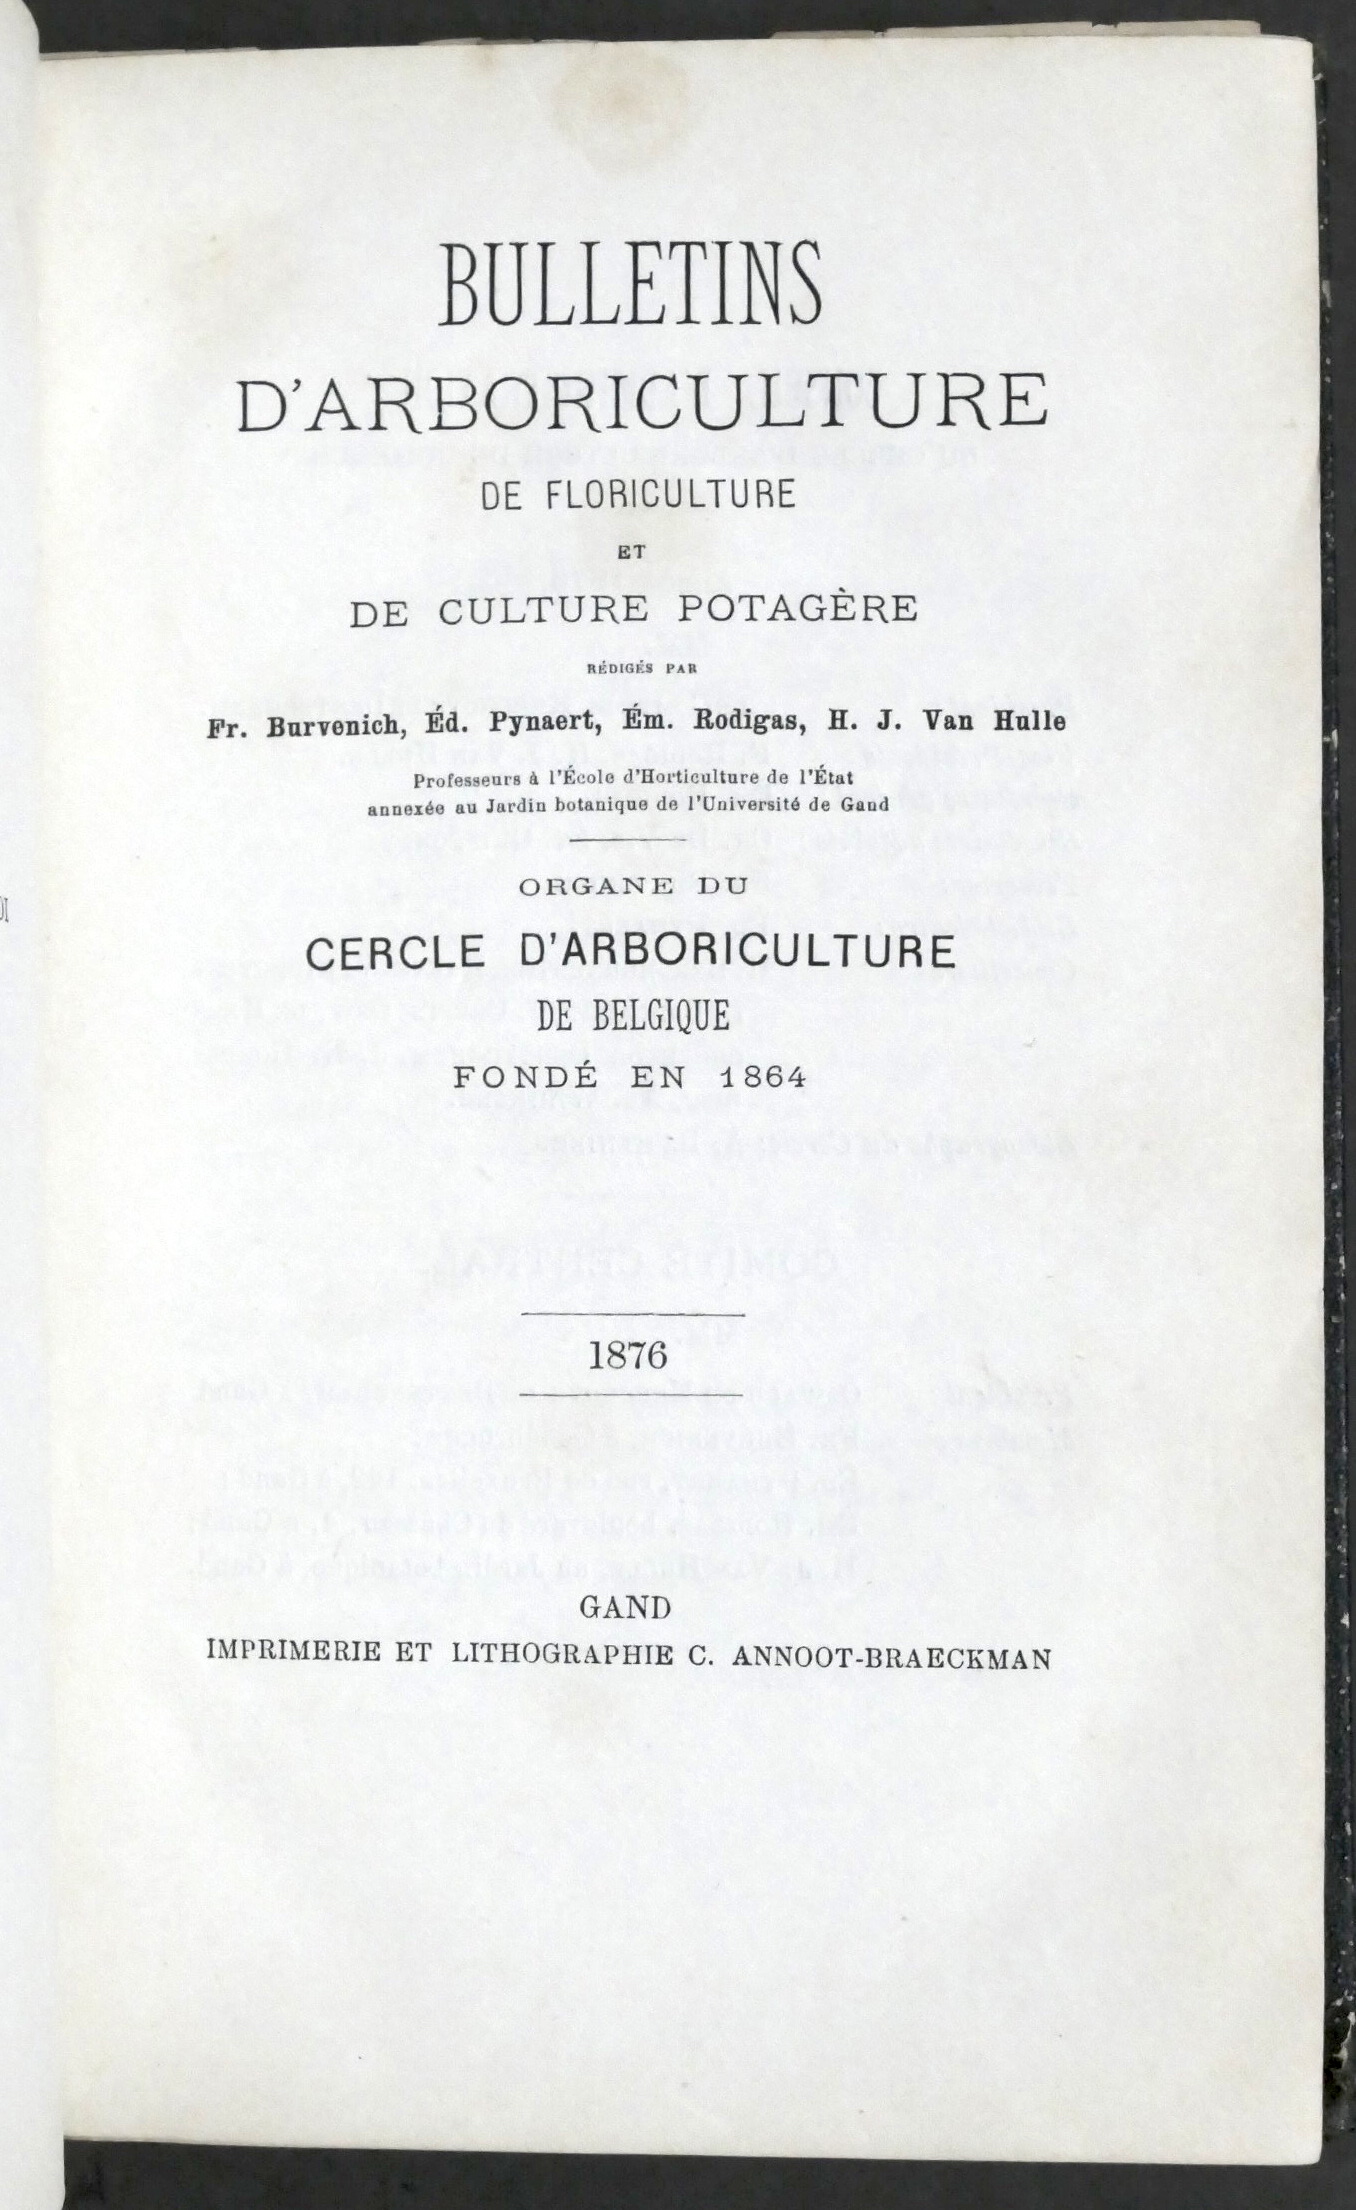 BULLETINS
D'ARBORICULTURE
DE FLORICULTURE
ET
DE CULTURE POTAGÈRE
RÉDIGÉS PAR
Fr. Burvenich, Éd. Pynaert, Ém. Rodigas, H. J. Van Hulle
Professeurs à l'École d'Horticulture de l'État
annexée au Jardin botanique de l'Université de Gand
ORGANE DU
CERCLE D'ARBORICULTURE
DE BELGIQUE
FONDÉ EN 1864
1876
GAND
IMPRIMERIE ET LITHOGRAPHIE C. ANNOOT-BRAECKMAN